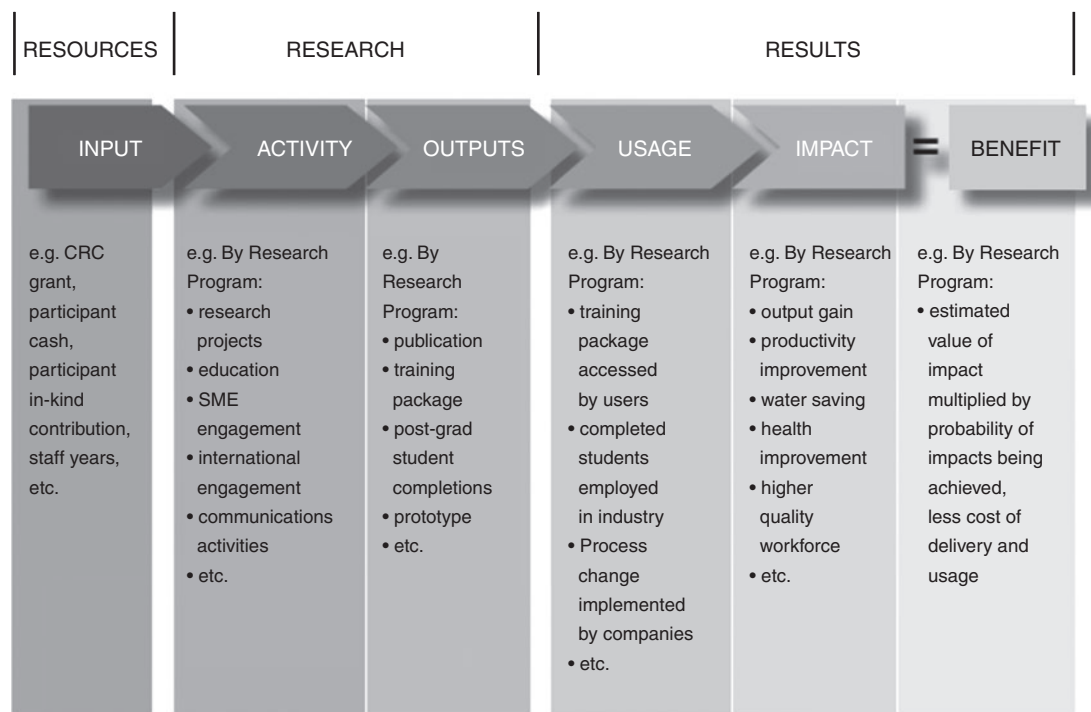 RESOURCES
RESEARCH
RESULTS
INPUT
ACTIVITY
OUTPUTS
USAGE
IMPACT
=
BENEFIT
e.g. CRC
grant,
participant
cash,
participant
in-kind
contribution,
staff years,
etc.
e.g. By Research
Program:
• research
projects
• education
• SME
engagement
• international
engagement
• communications
activities
• etc.
e.g. By
Research
Program:
• publication
• training
package
• post-grad
student
completions
• prototype
• etc.
e.g. By Research
Program:
• training
package
accessed
by users
• completed
students
employed
in industry
• Process
change
implemented
by companies
• etc.
e.g. By Research
Program:
• output gain
• productivity
improvement
• water saving
• health
improvement
• higher
quality
workforce
• etc.
e.g. By Research
Program:
• estimated
value of
impact
multiplied by
probability of
impacts being
achieved,
less cost of
delivery and
usage